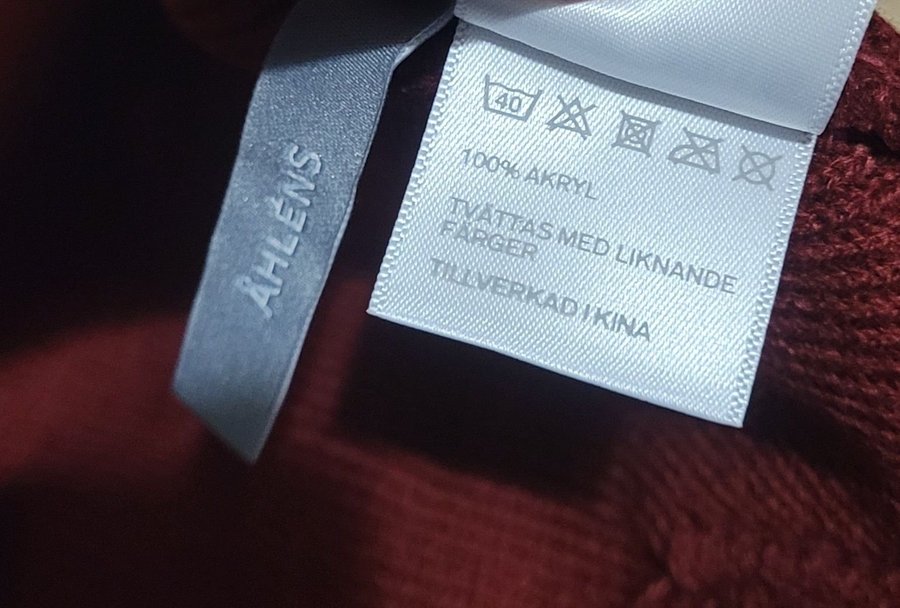 ÅHLÉNS
40
100% AKRYL
TVÄTTAS MED LIKNANDE
FÄRGER
TILLVERKAD I KINA